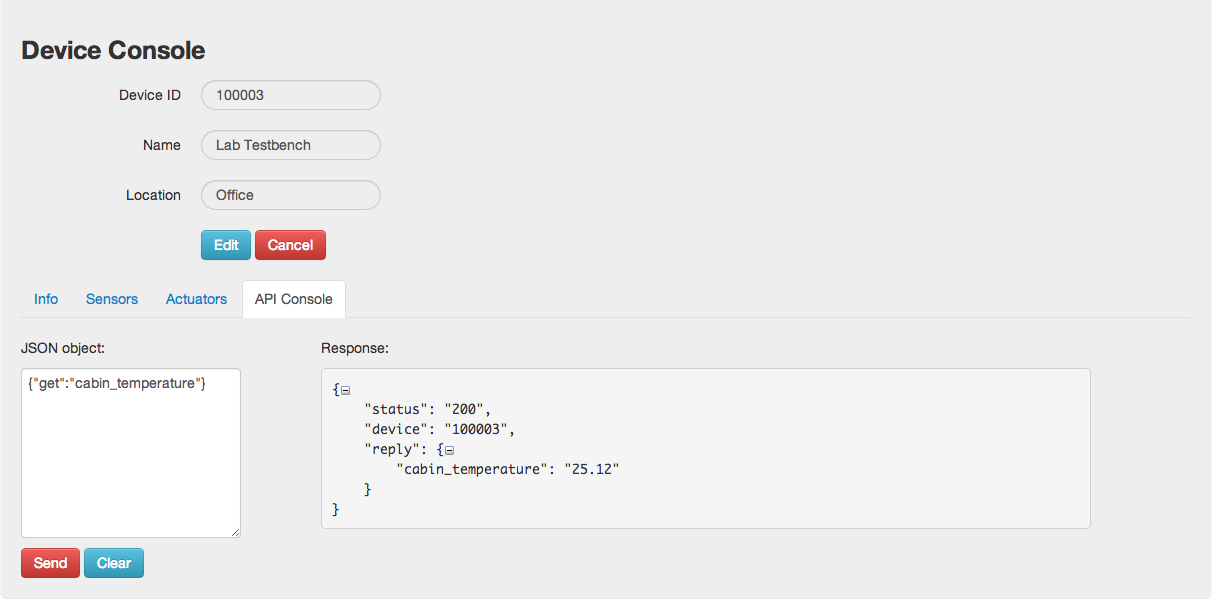 Device Console
Device ID 100003
Name Lab Testbench
Location Office
Edit Cancel
Info Sensors Actuators API Console
JSON object: Response:
{"get":"cabin_temperature"}
{
"status": "200",
"device": "100003",
"reply": {
"cabin_temperature": "25.12"
}
}
Send Clear